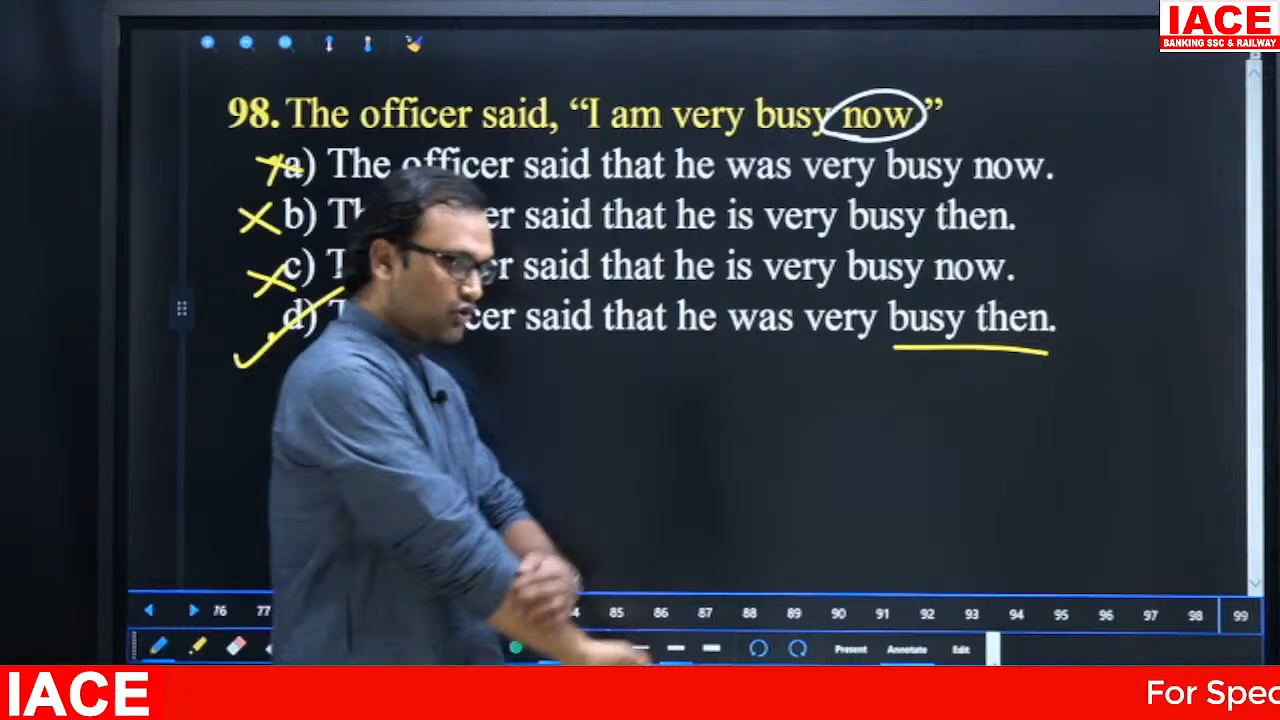 IACE
BANKING SSC & RAILWAY
98. The officer said, “I am very busy now ”
a) The officer said that he was very busy now.
b) er said that he is very busy then.
c) said that he is very busy now.
d) cer said that he was very busy then.
76 77 85 86 87 88 89 90 91 92 93 94 95 96 97 98 99
Present Annotate Edit
IACE
For Spec